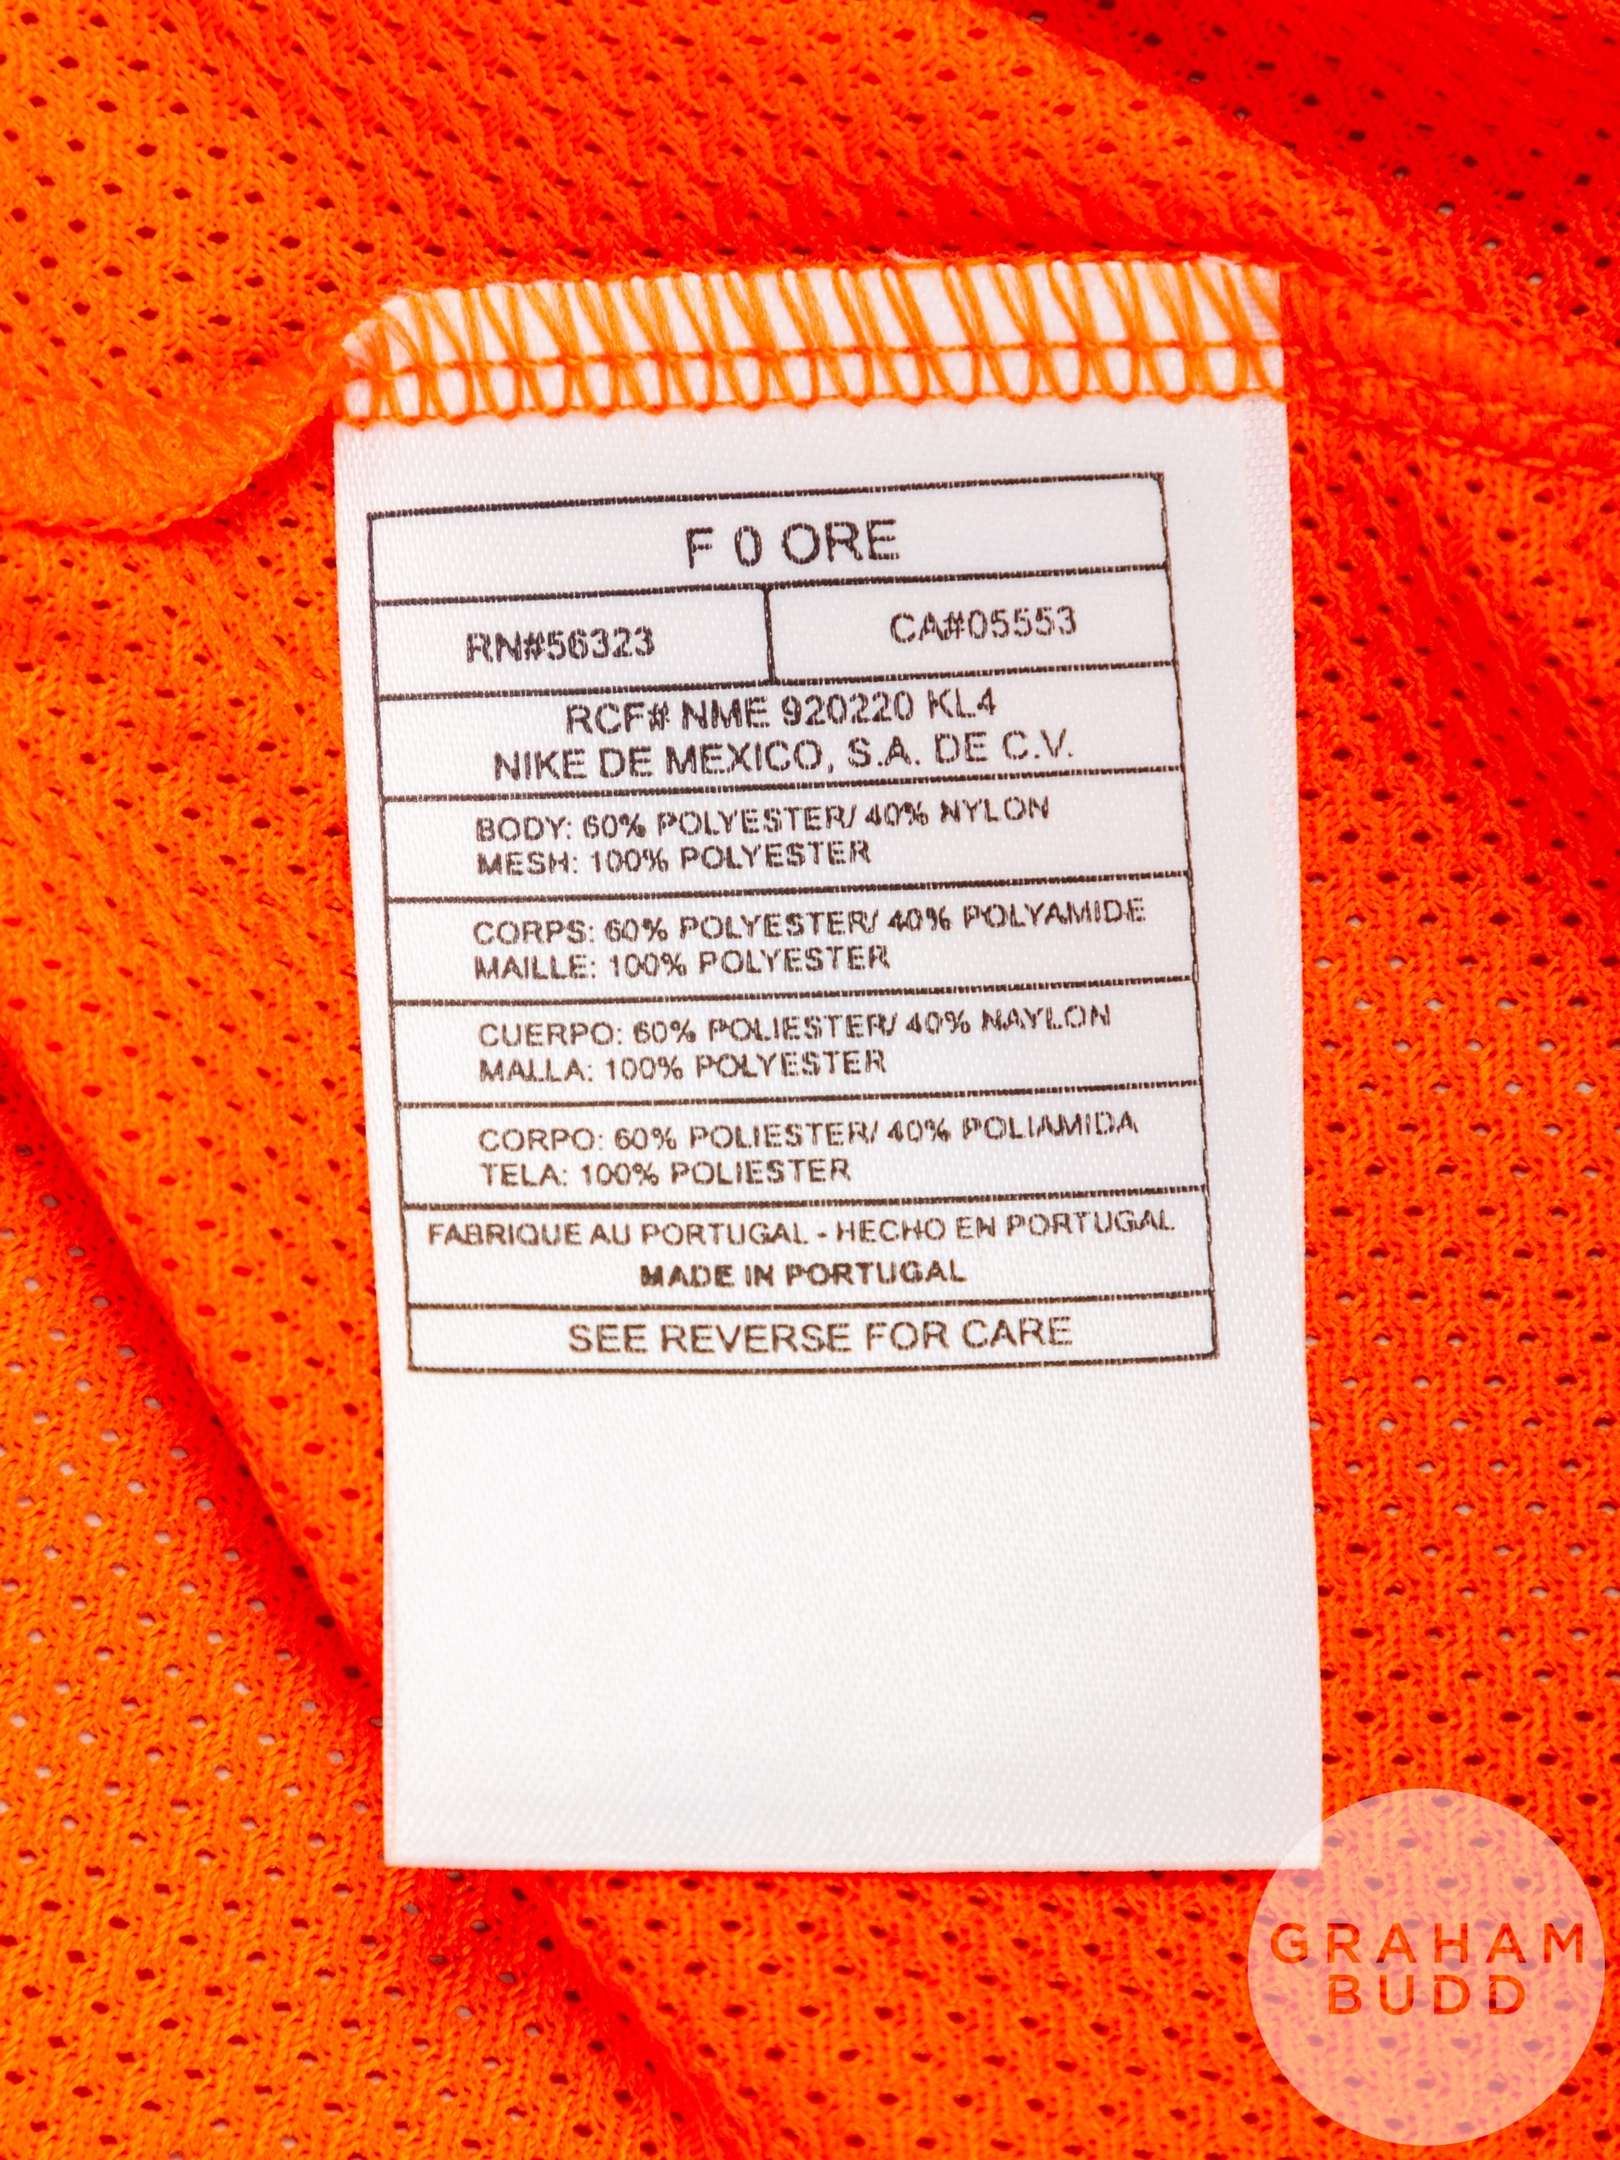 F 0 ORE
RN#56323 CA#05553
RCF# NME 920220 KL4
NIKE DE MEXICO, S.A. DE C.V.
BODY: 60% POLYESTER/ 40% NYLON
MESH: 100% POLYESTER
CORPS: 60% POLYESTER/ 40% POLYAMIDE
MAILLE: 100% POLYESTER
CUERPO: 60% POLIESTER/ 40% NAYLON
MALLA: 100% POLYESTER
CORPO: 60% POLIESTER/ 40% POLIAMIDA
TELA: 100% POLIESTER
FABRIQUE AU PORTUGAL - HECHO EN PORTUGAL
MADE IN PORTUGAL
SEE REVERSE FOR CARE
GRAHAM
BUDD